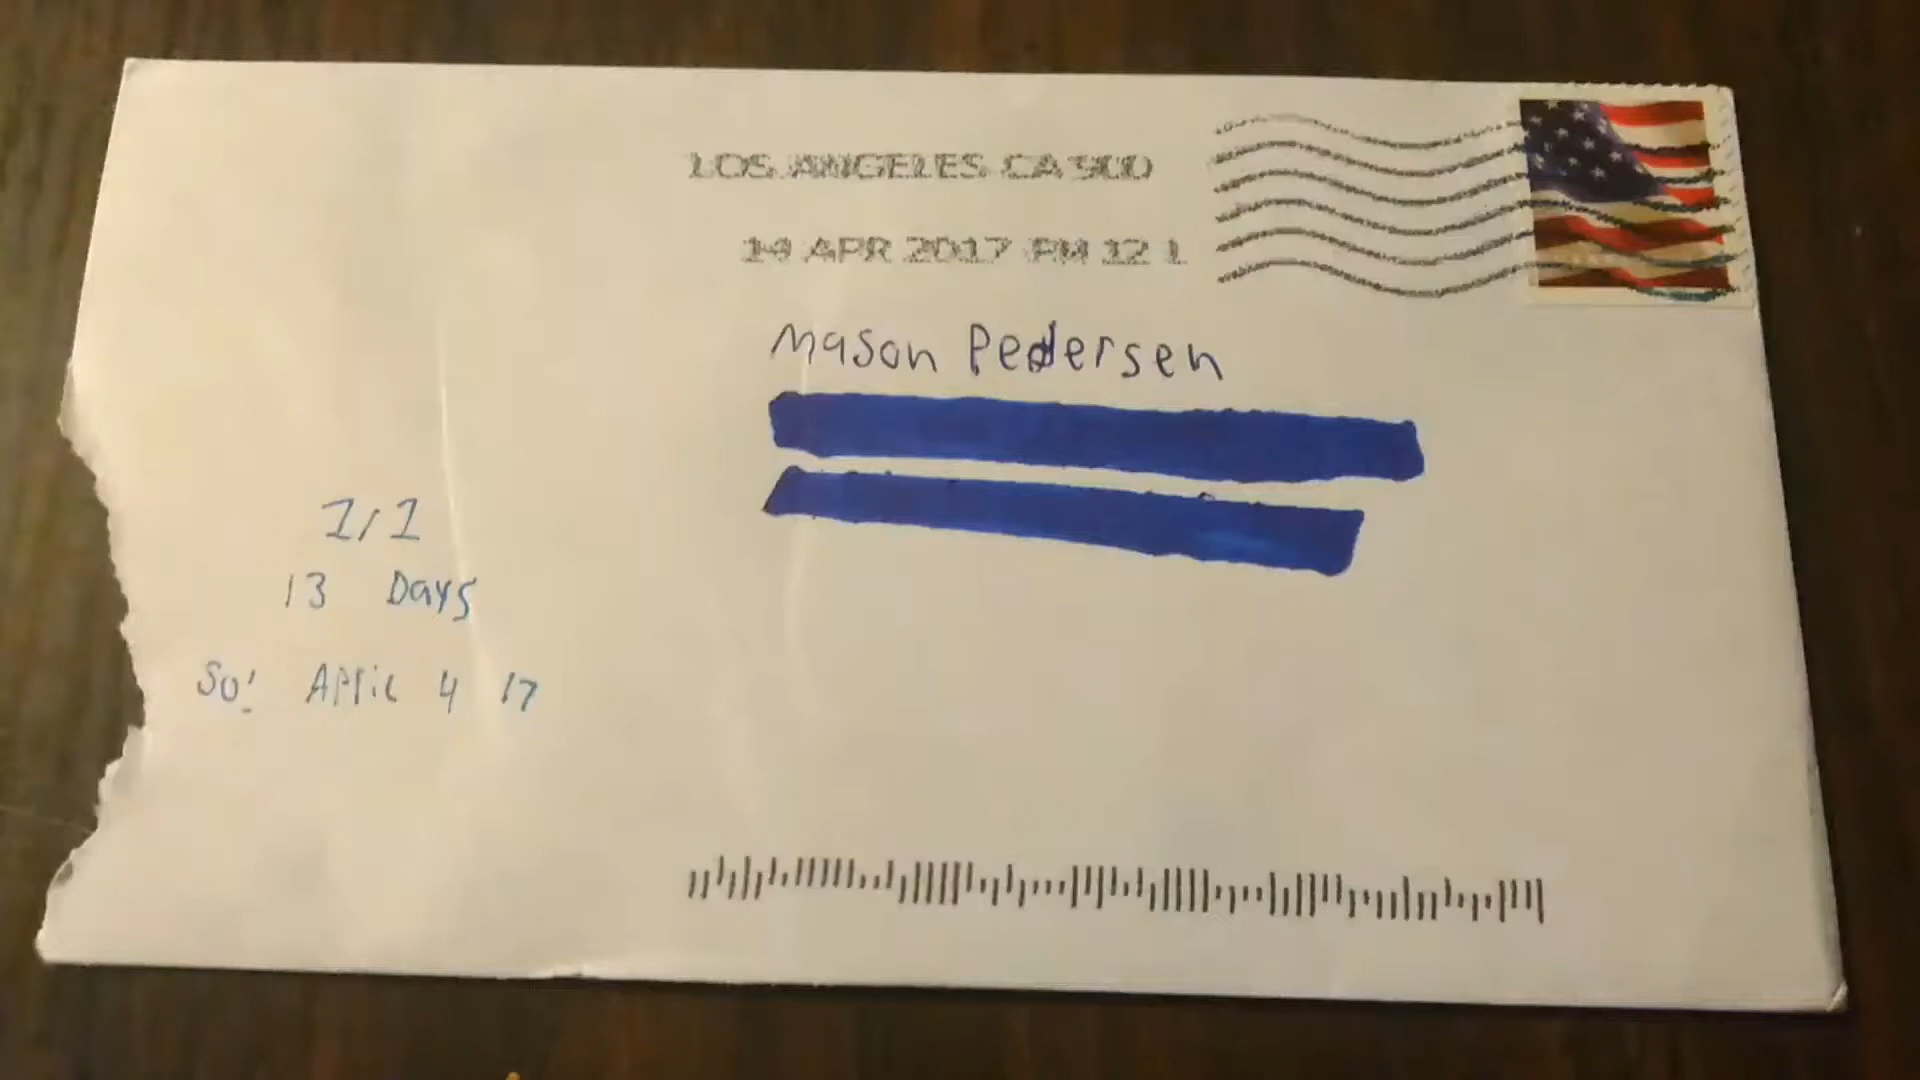 LOS ANGELES CA 900
14 APR 2017 PM 12 L
Mason Pedersen
1/1
13 Days
So! April 4 17